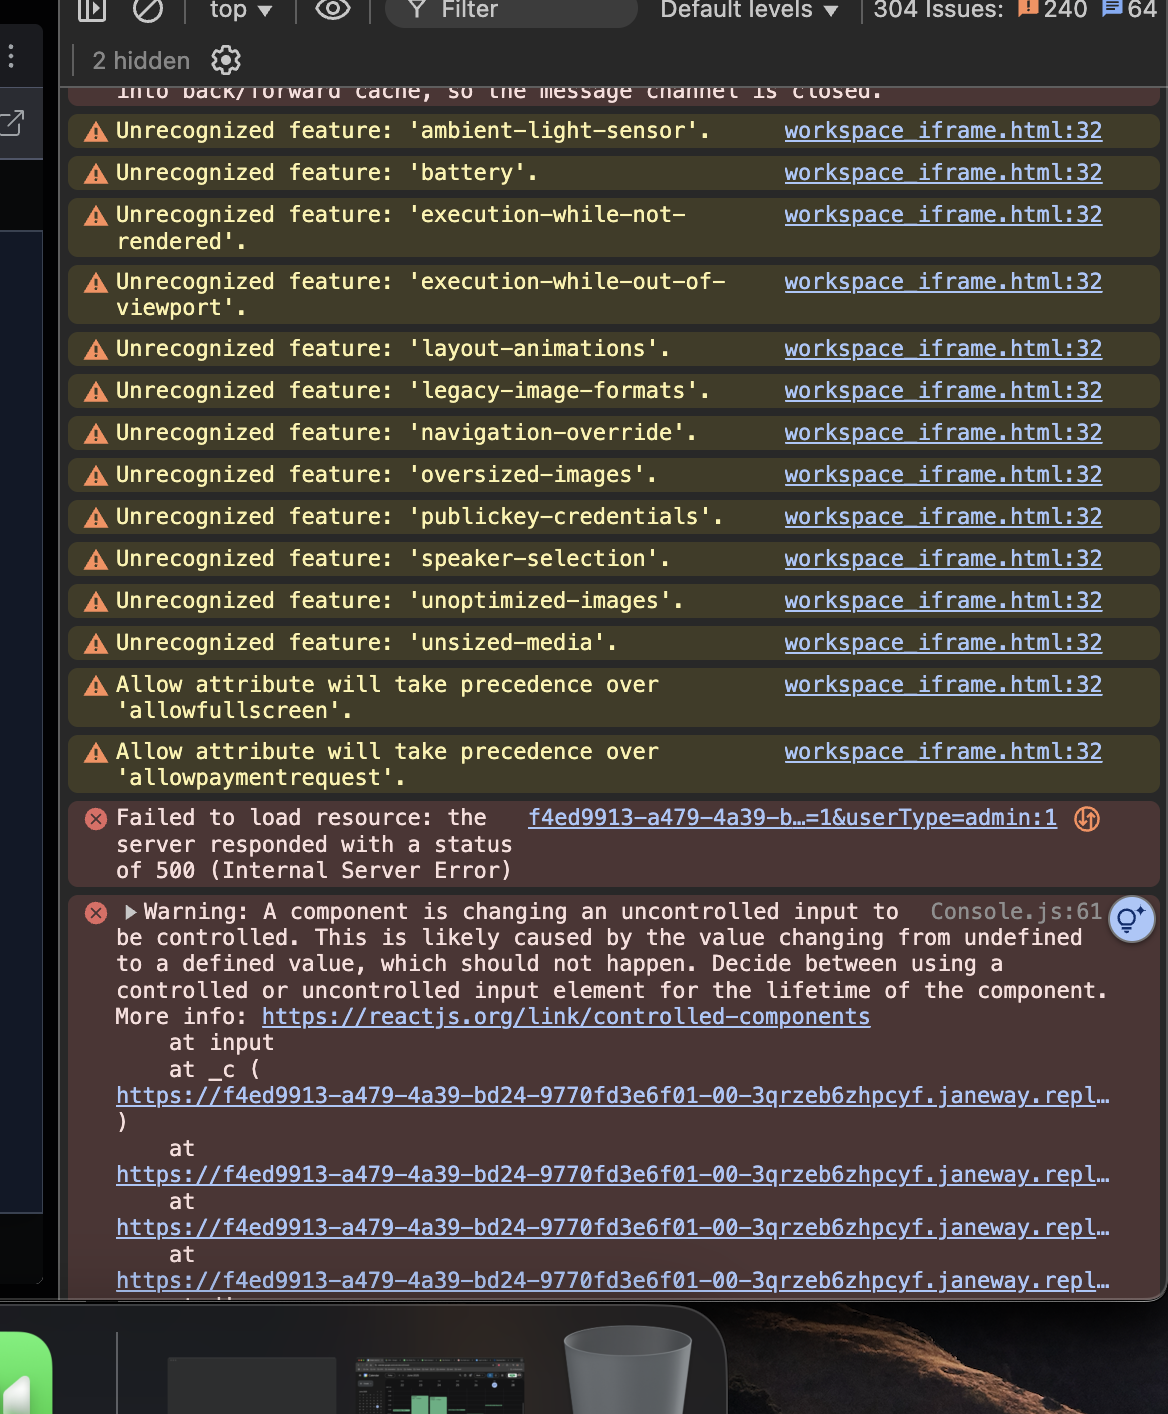 top ▼
Filter
Default levels ▼
304 Issues:
240
64
2 hidden
into back/forward cache, so the message channel is closed.
Unrecognized feature: 'ambient-light-sensor'. workspace_iframe.html:32
Unrecognized feature: 'battery'. workspace_iframe.html:32
Unrecognized feature: 'execution-while-not- workspace_iframe.html:32
rendered'.
Unrecognized feature: 'execution-while-out-of- workspace_iframe.html:32
viewport'.
Unrecognized feature: 'layout-animations'. workspace_iframe.html:32
Unrecognized feature: 'legacy-image-formats'. workspace_iframe.html:32
Unrecognized feature: 'navigation-override'. workspace_iframe.html:32
Unrecognized feature: 'oversized-images'. workspace_iframe.html:32
Unrecognized feature: 'publickey-credentials'. workspace_iframe.html:32
Unrecognized feature: 'speaker-selection'. workspace_iframe.html:32
Unrecognized feature: 'unoptimized-images'. workspace_iframe.html:32
Unrecognized feature: 'unsized-media'. workspace_iframe.html:32
Allow attribute will take precedence over workspace_iframe.html:32
'allowfullscreen'.
Allow attribute will take precedence over workspace_iframe.html:32
'allowpaymentrequest'.
Failed to load resource: the f4ed9913-a479-4a39-b…=1&userType=admin:1
server responded with a status
of 500 (Internal Server Error)
▶Warning: A component is changing an uncontrolled input to Console.js:61
be controlled. This is likely caused by the value changing from undefined
to a defined value, which should not happen. Decide between using a
controlled or uncontrolled input element for the lifetime of the component.
More info: https://reactjs.org/link/controlled-components
at input
at _c (
https://f4ed9913-a479-4a39-bd24-9770fd3e6f01-00-3qrzeb6zhpcyf.janeway.repl…
)
at
https://f4ed9913-a479-4a39-bd24-9770fd3e6f01-00-3qrzeb6zhpcyf.janeway.repl…
at
https://f4ed9913-a479-4a39-bd24-9770fd3e6f01-00-3qrzeb6zhpcyf.janeway.repl…
at
https://f4ed9913-a479-4a39-bd24-9770fd3e6f01-00-3qrzeb6zhpcyf.janeway.repl…